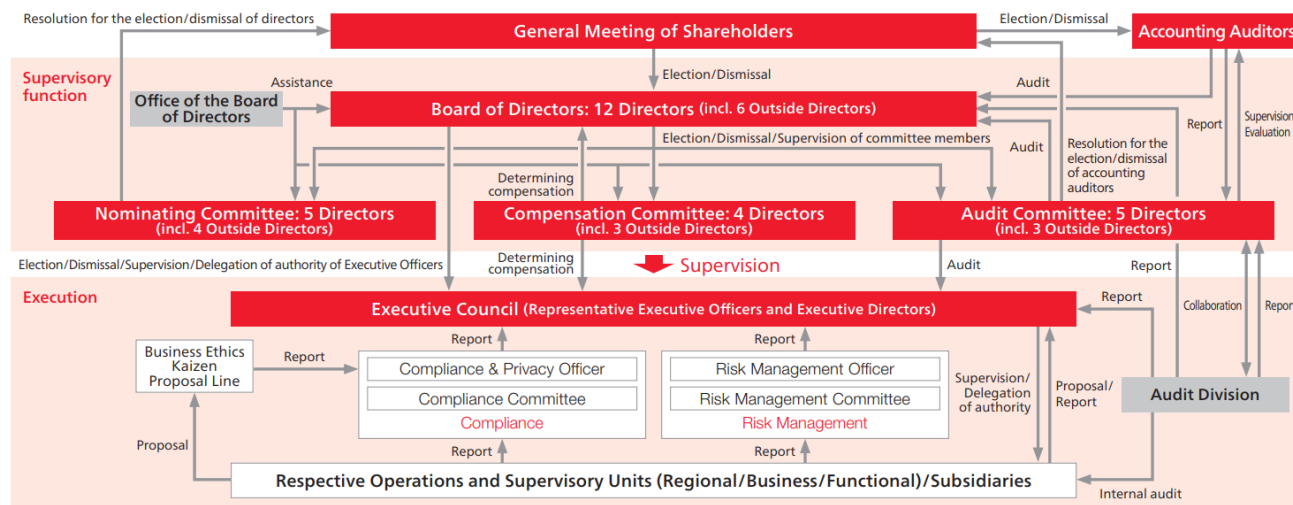 Resolution for the election/dismissal of directors
General Meeting of Shareholders
Election/Dismissal
Accounting Auditors
Supervisory
function
Election/Dismissal
Assistance
Office of the Board
of Directors
Board of Directors: 12 Directors (incl. 6 Outside Directors)
Audit
Report
Supervision
Evaluation
Election/Dismissal/Supervision of committee members
Audit
Resolution for the
election/dismissal
of accounting
auditors
Determining
compensation
Nominating Committee: 5 Directors
(incl. 4 Outside Directors)
Compensation Committee: 4 Directors
(incl. 3 Outside Directors)
Audit Committee: 5 Directors
(incl. 3 Outside Directors)
Election/Dismissal/Supervision/Delegation of authority of Executive Officers
Determining
compensation
Supervision
Audit
Report
Execution
Executive Council (Representative Executive Officers and Executive Directors)
Report
Collaboration
Report
Business Ethics
Kaizen
Proposal Line
Report
Report
Compliance & Privacy Officer
Compliance Committee
Compliance
Report
Risk Management Officer
Risk Management Committee
Risk Management
Supervision/
Delegation
of authority
Proposal/
Report
Audit Division
Proposal
Report
Report
Respective Operations and Supervisory Units (Regional/Business/Functional)/Subsidiaries
Internal audit